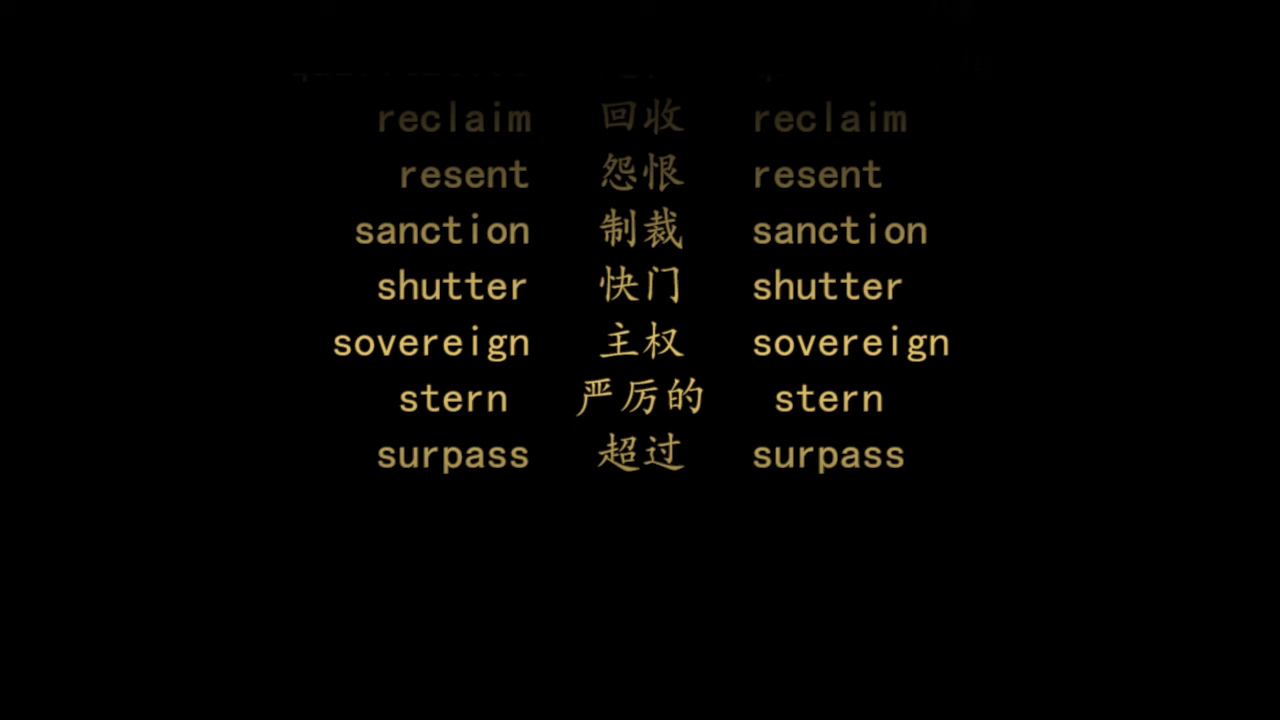 reclaim 回收 reclaim
resent 怨恨 resent
sanction 制裁 sanction
shutter 快门 shutter
sovereign 主权 sovereign
stern 严厉的 stern
surpass 超过 surpass